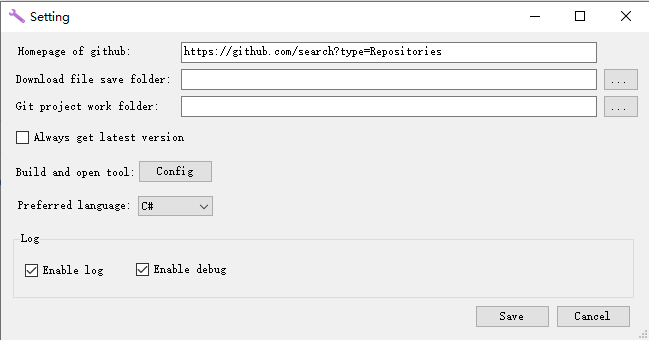 Setting
Homepage of github: https://github.com/search?type=Repositories
Download file save folder: ...
Git project work folder: ...
Always get latest version
Build and open tool: Config
Preferred language: C#
Log
Enable log Enable debug
Save Cancel